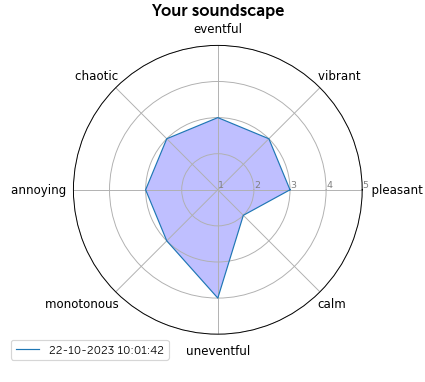 Your soundscape
eventful
chaotic
vibrant
annoying
1 2 3 4 5
pleasant
monotonous
calm
uneventful
22-10-2023 10:01:42